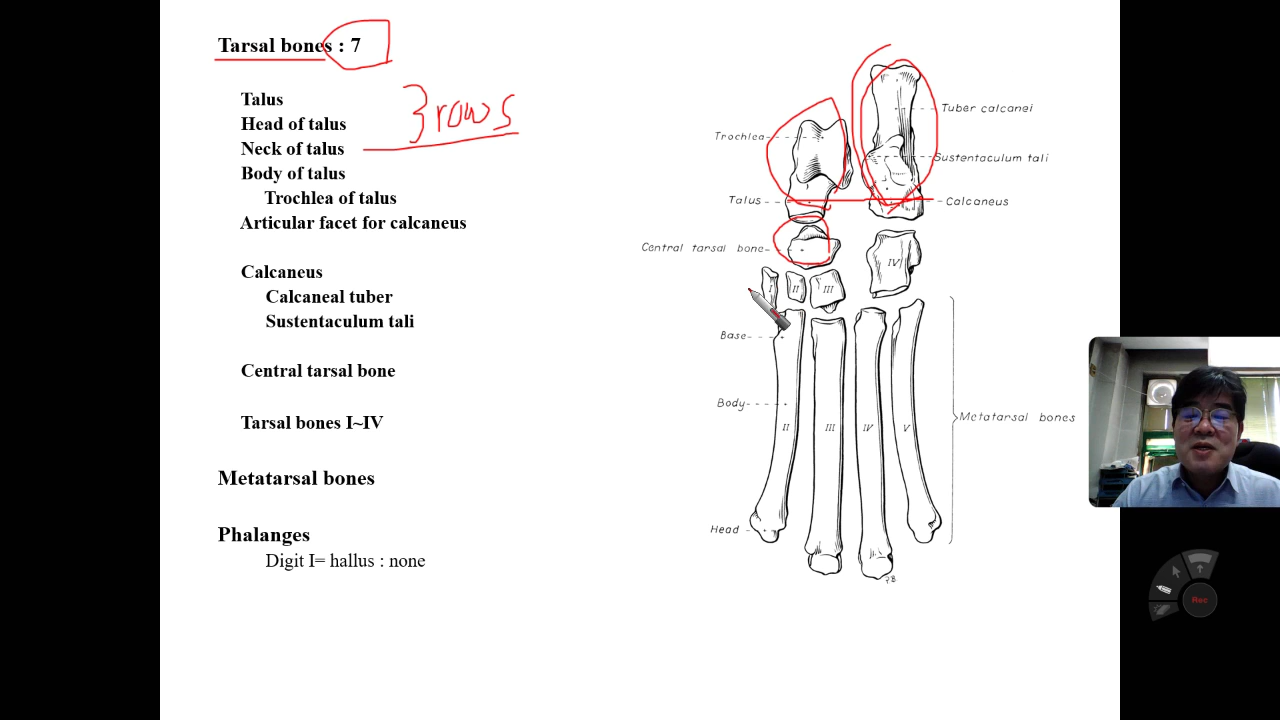 Tarsal bones : 7
3 rows
Talus
Head of talus
Neck of talus
Body of talus
Trochlea of talus
Articular facet for calcaneus
Calcaneus
Calcaneal tuber
Sustentaculum tali
Central tarsal bone
Tarsal bones I~IV
Metatarsal bones
Phalanges
Digit I= hallus : none
Tuber calcanei
Trochlea
Sustentaculum tali
Talus
Calcaneus
Central tarsal bone
IV
I II III
Base
Body
Metatarsal bones
II III IV V
Head
Rec